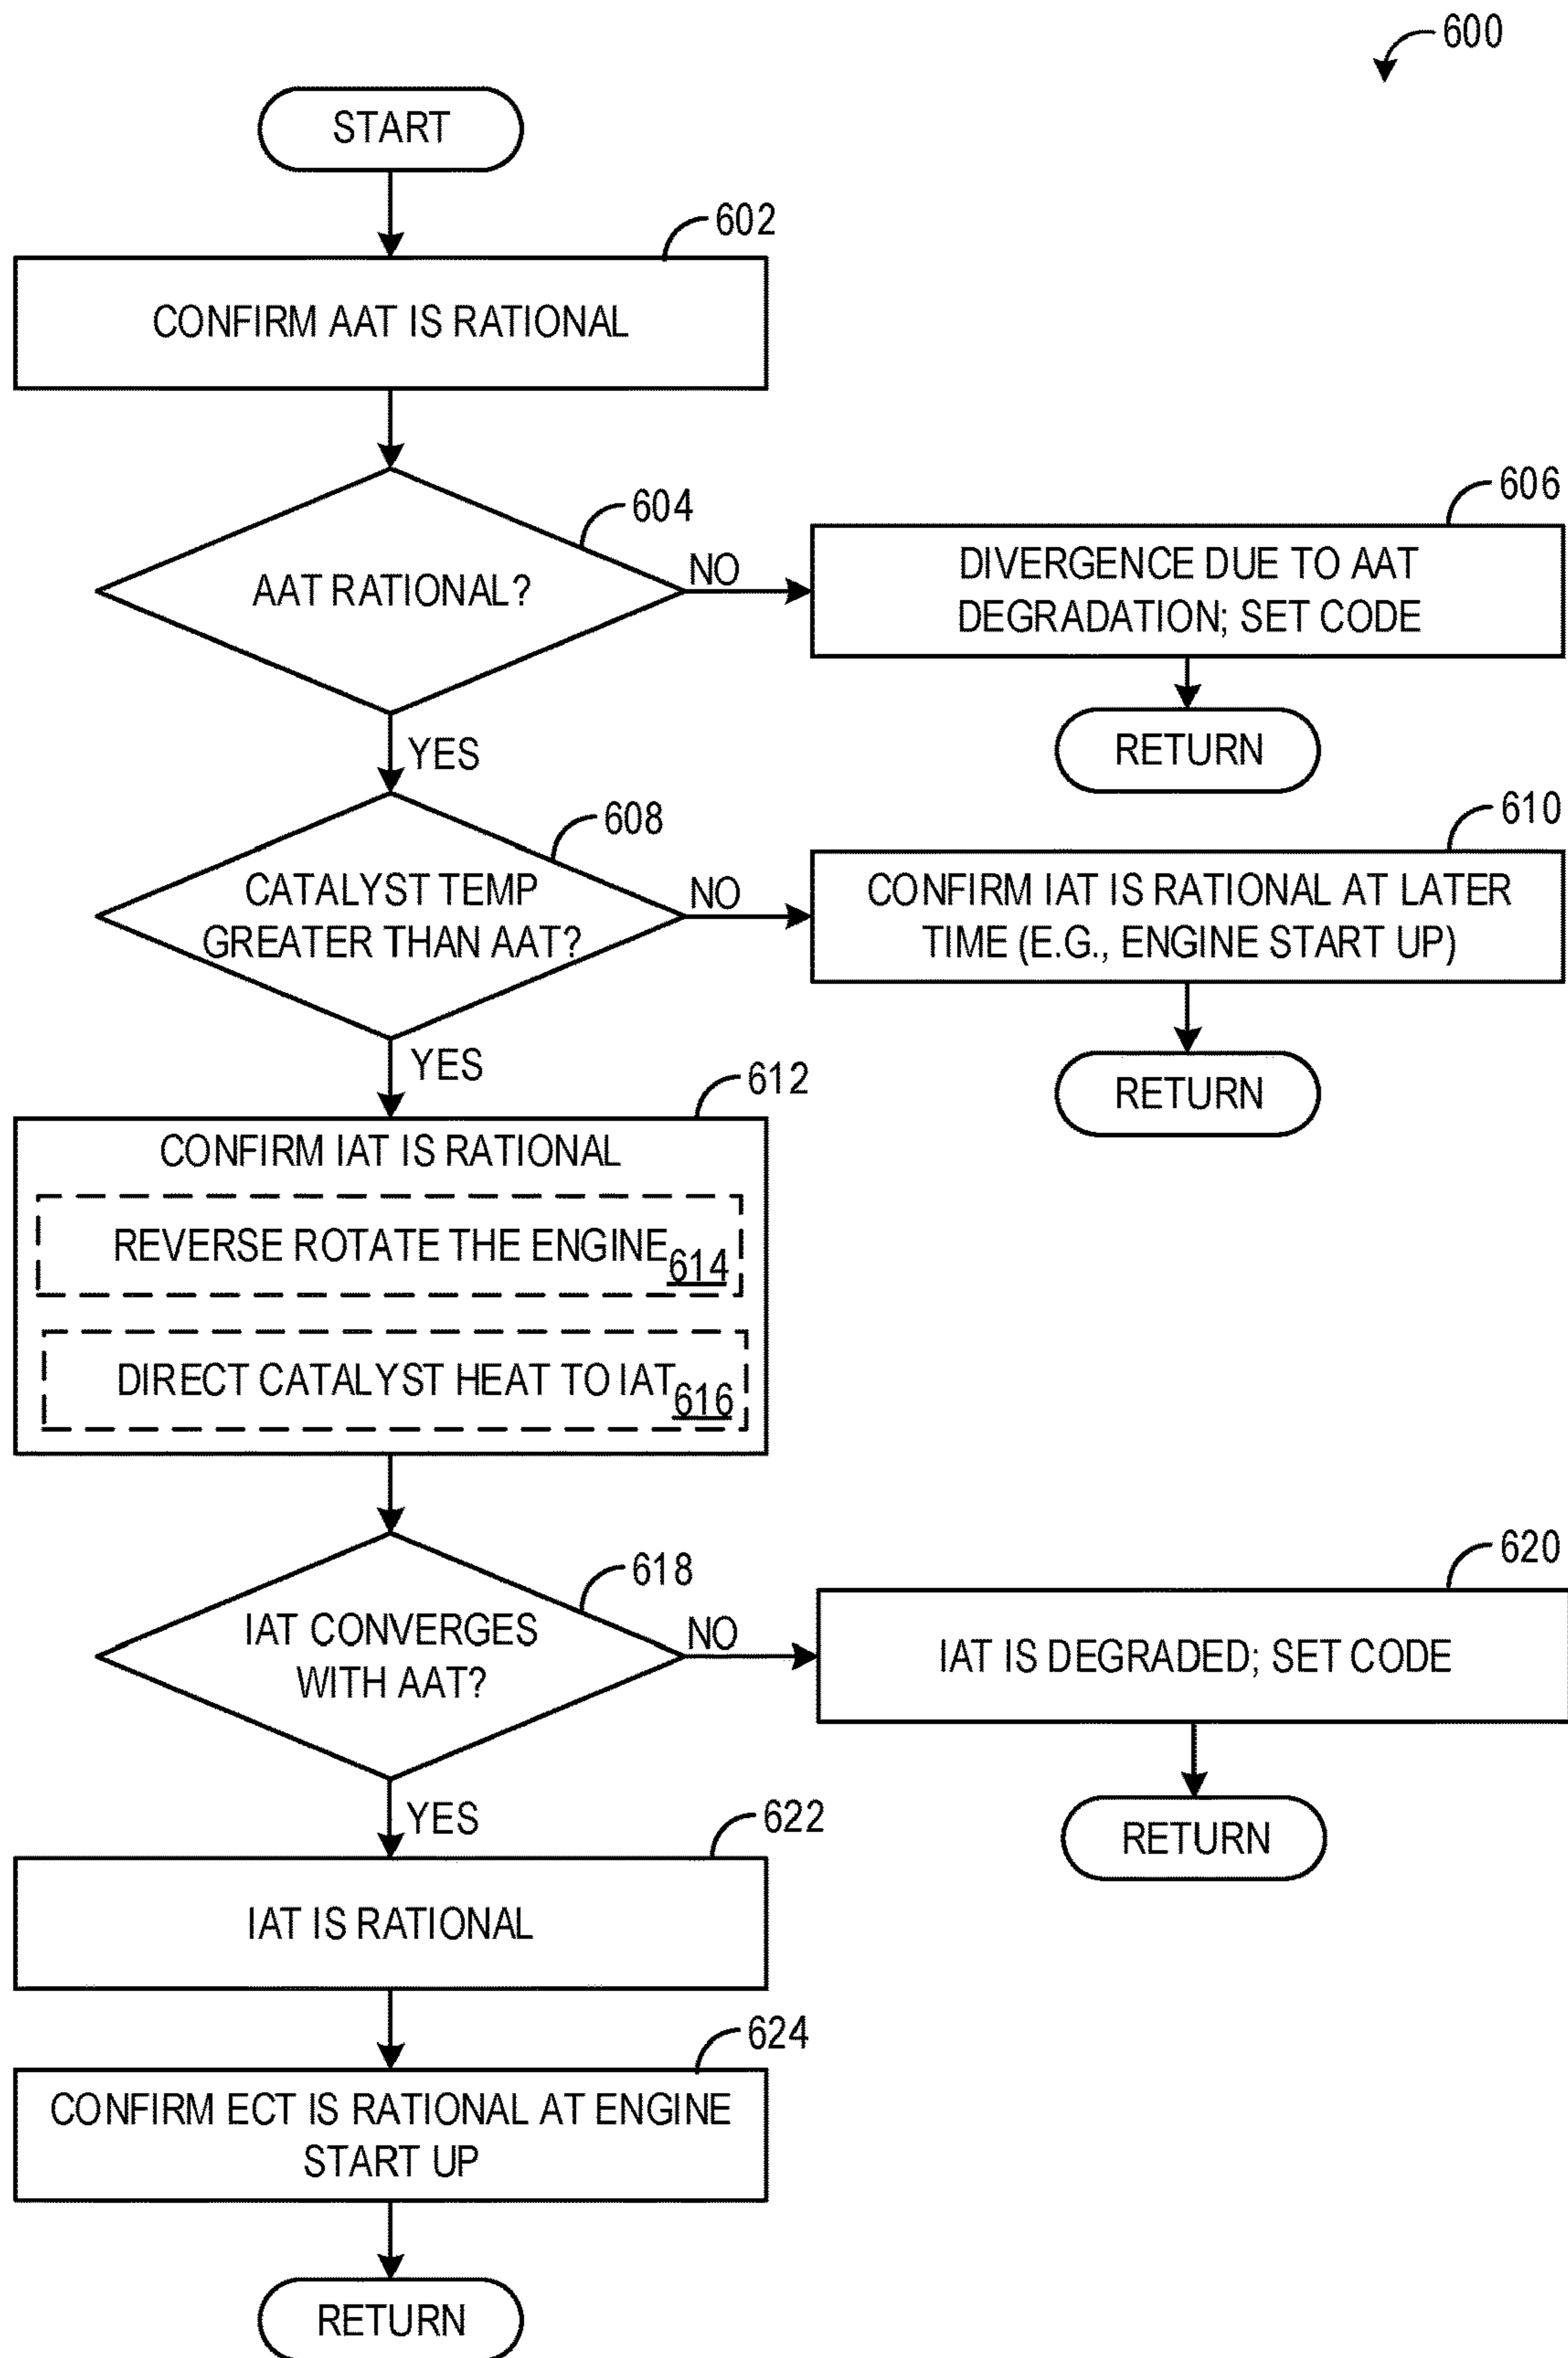 600
START
602
CONFIRM AAT IS RATIONAL
604
AAT RATIONAL?
NO
606
DIVERGENCE DUE TO AAT
DEGRADATION; SET CODE
RETURN
YES
608
CATALYST TEMP
GREATER THAN AAT?
NO
610
CONFIRM IAT IS RATIONAL AT LATER
TIME (E.G., ENGINE START UP)
RETURN
YES
612
CONFIRM IAT IS RATIONAL
REVERSE ROTATE THE ENGINE 614
DIRECT CATALYST HEAT TO IAT 616
618
IAT CONVERGES
WITH AAT?
NO
620
IAT IS DEGRADED; SET CODE
RETURN
YES
622
IAT IS RATIONAL
624
CONFIRM ECT IS RATIONAL AT ENGINE
START UP
RETURN